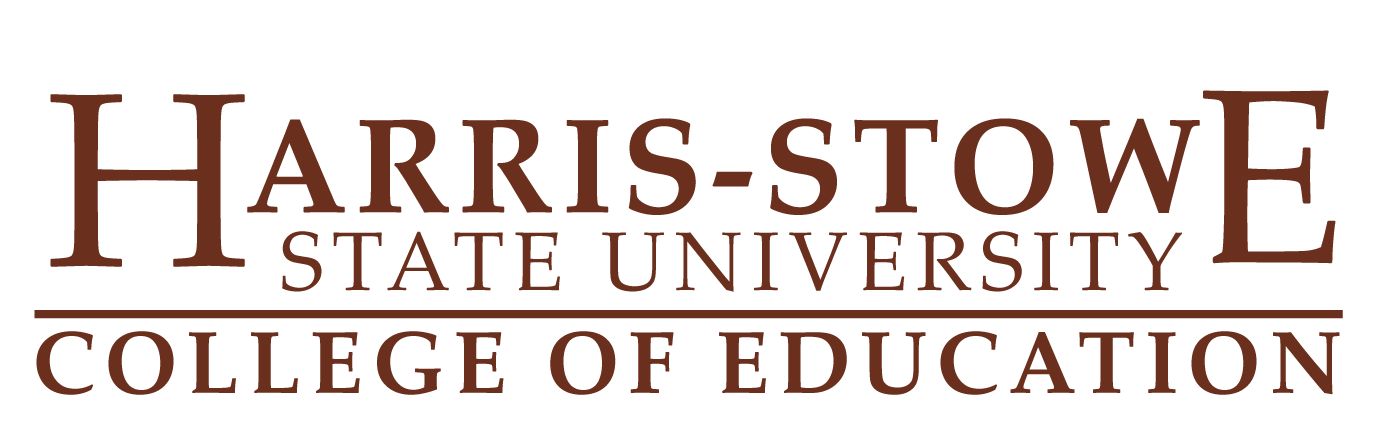 HARRIS-STOWE
STATE UNIVERSITY
COLLEGE OF EDUCATION